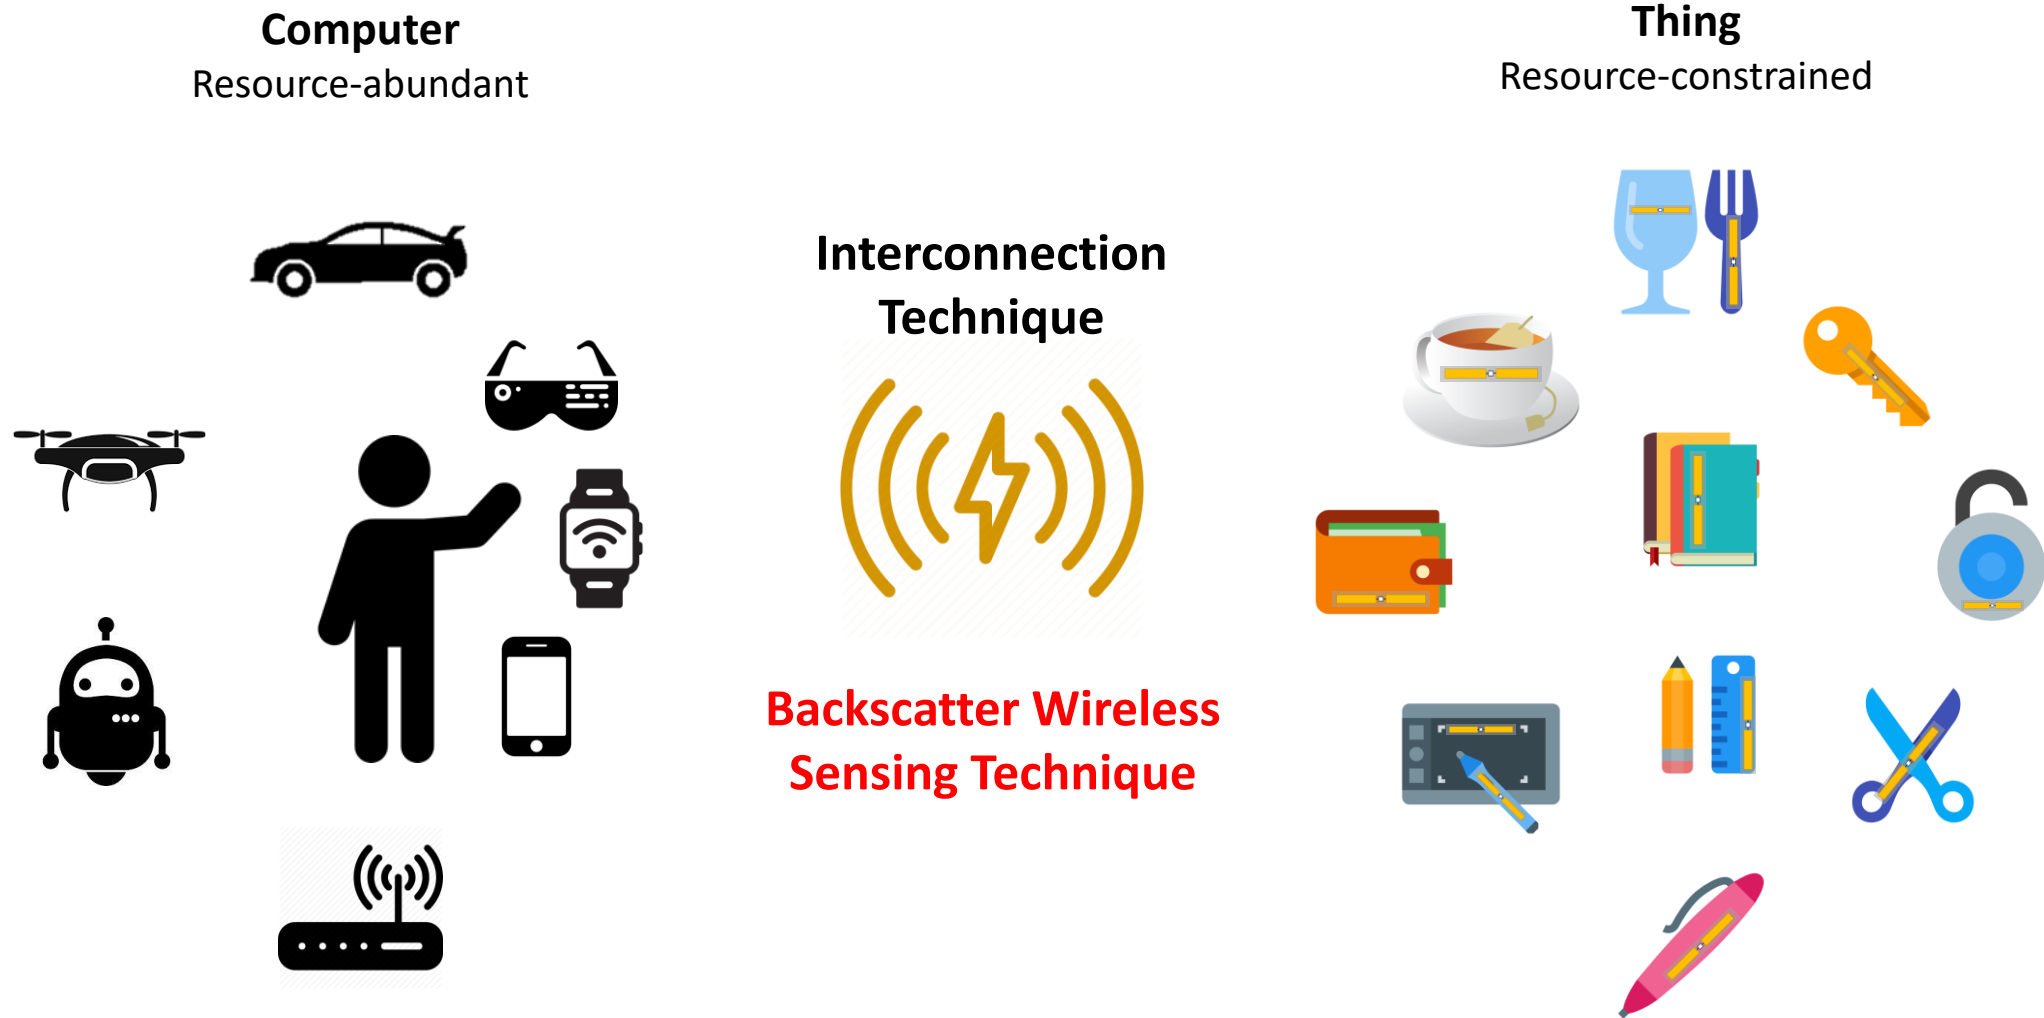 Computer
Resource-abundant
Interconnection
Technique
Backscatter Wireless
Sensing Technique
Thing
Resource-constrained